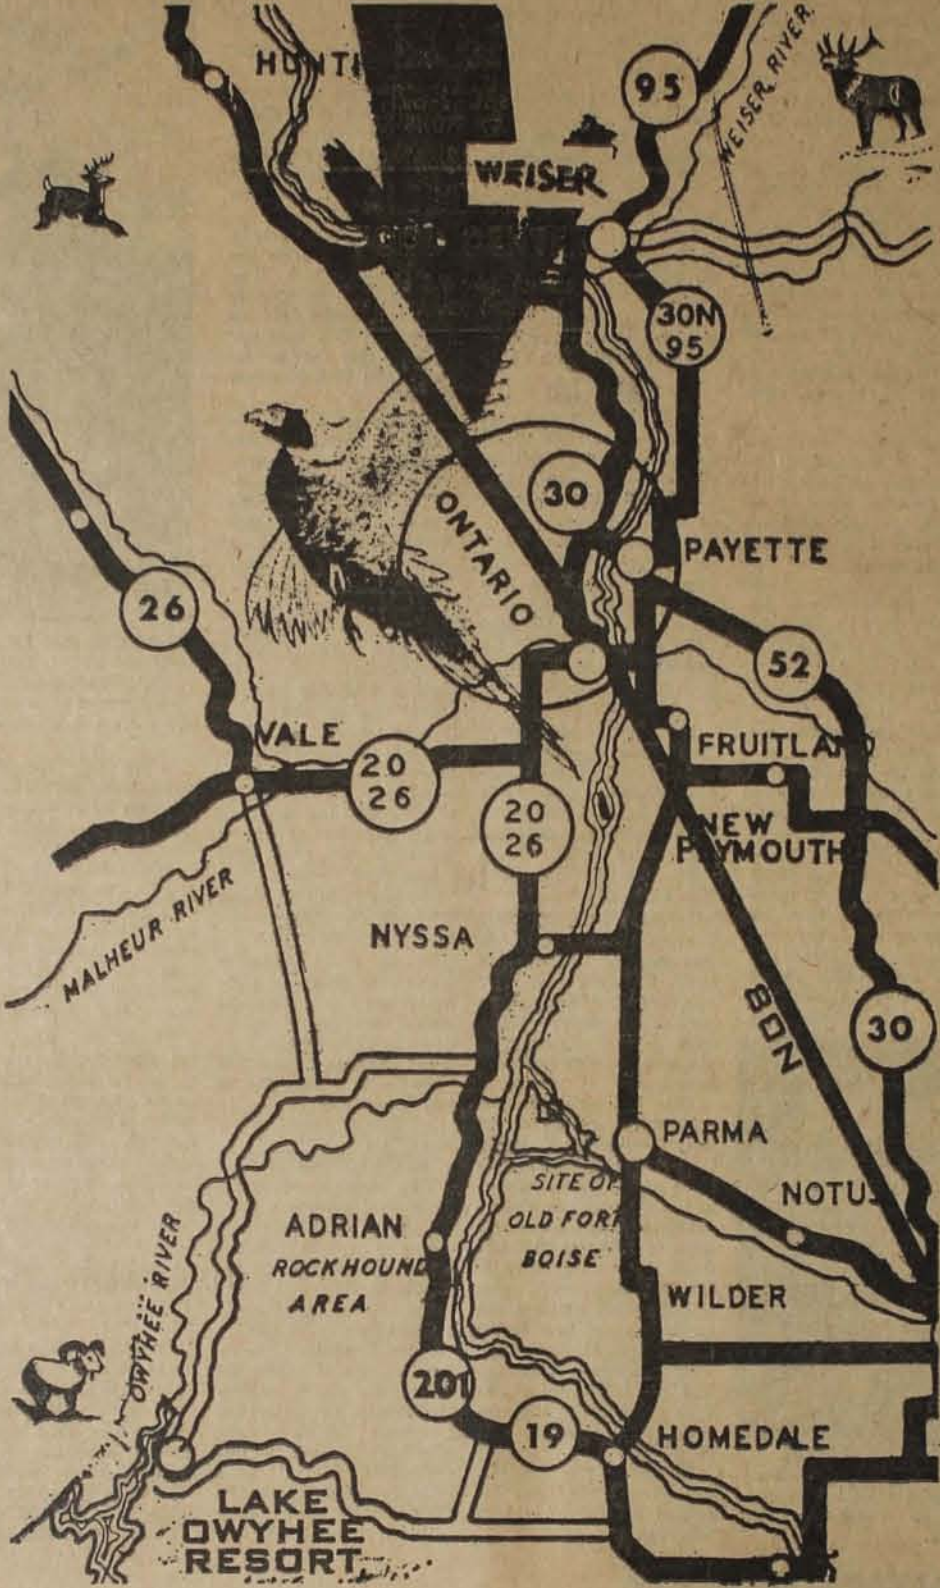 HUNTI
95
WEISER RIVER
WEISER
30N
95
30
ONTARIO
PAYETTE
26
52
VALE
FRUITLAND
20
26
20
26
NEW
PLYMOUTH
MALHEUR RIVER
NYSSA
80N
30
PARMA
SITE OF
OLD FORT
BOISE
NOTUS
ADRIAN
ROCKHOUND
AREA
OWYHEE RIVER
WILDER
201
19
HOMEDALE
LAKE
OWYHEE
RESORT